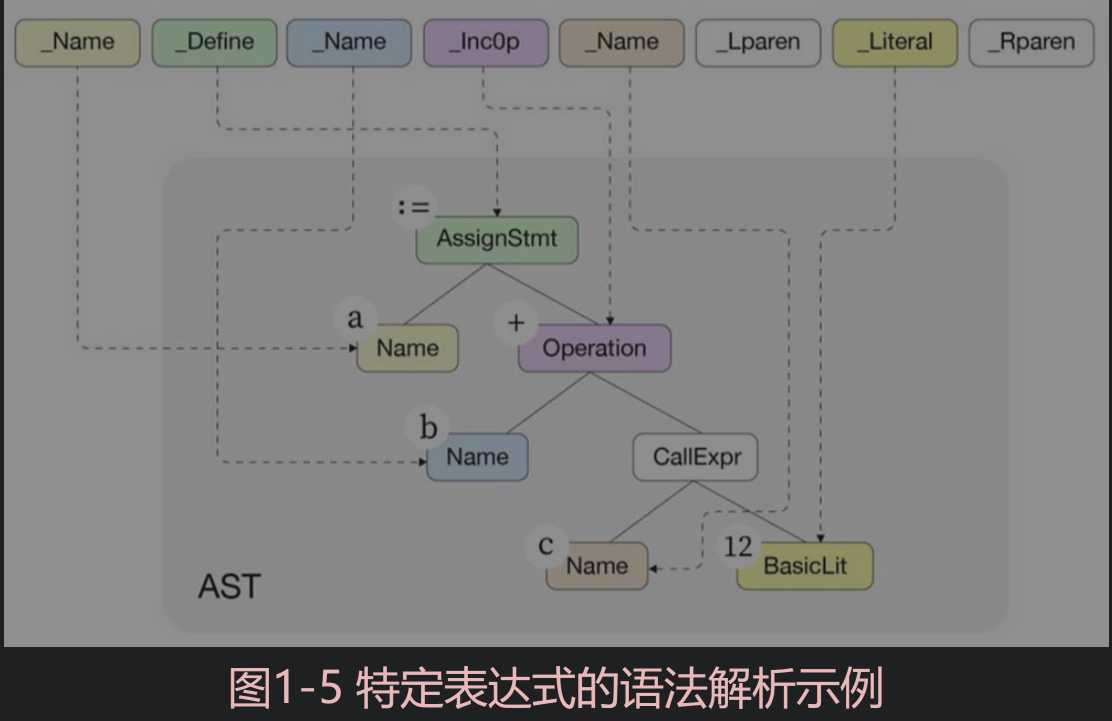 _Name _Define _Name _Inc0p _Name _Lparen _Literal _Rparen
:=
AssignStmt
a
+
Name
Operation
b
Name
CallExpr
c
12
Name
BasicLit
AST
图1-5 特定表达式的语法解析示例